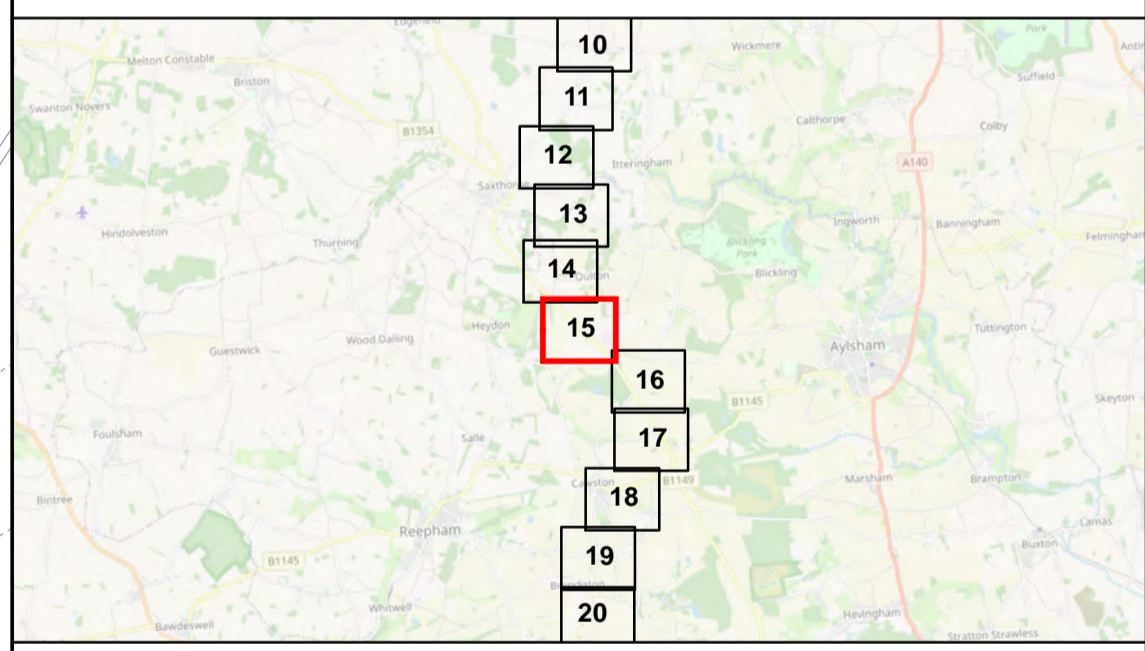 Edgefield
10
Wickmere
Park
Melton Constable
Suffield
Briston
11
Swanton Novers
Calthorpe
Colby
B1354
12
Itteringham
A140
13
Ingworth
Banningham
Hindolveston
Thurning
Blickling
Park
14
Oulton
Blickling
Heydon
15
Tuttington
Wood Dalling
Guestwick
Aylsham
16
B1145
Skeyton
Foulsham
Salle
17
Cawston
B1149
Marsham
Brampton
Bintree
18
Reepham
Lamas
Buxton
19
B1145
Brandiston
Whitwell
20
Hevingham
Bawdeswell
Stratton Strawless